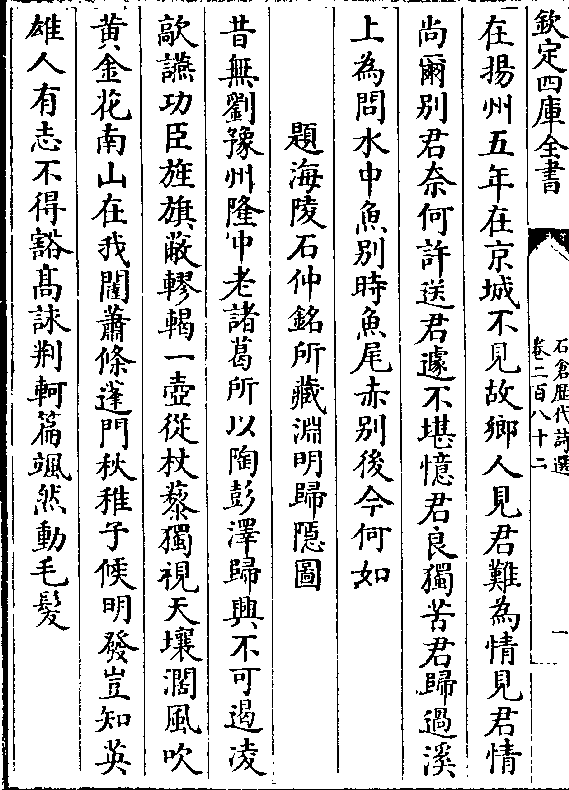 欽定四庫全書
石倉歴代詩選
卷二百八十二
一
在揚州五年在京城不見故鄉人見君難為情見君情
尚爾別君奈何許送君遽不堪憶君良獨苦君歸過溪
上為問水中魚別時魚尾赤別後今何如
題海陵石仲銘所藏淵明歸隠圖
昔無劉豫州隆中老諸葛所以陶彭澤歸興不可遏凌
歊讌功臣旌旗蔽轇轕一壺從杖藜獨視天壤濶風吹
黄金花南山在我闥蕭條蓬門秋稚子候明發豈知英
雄人有志不得豁髙詠荆軻篇颯然動毛髮